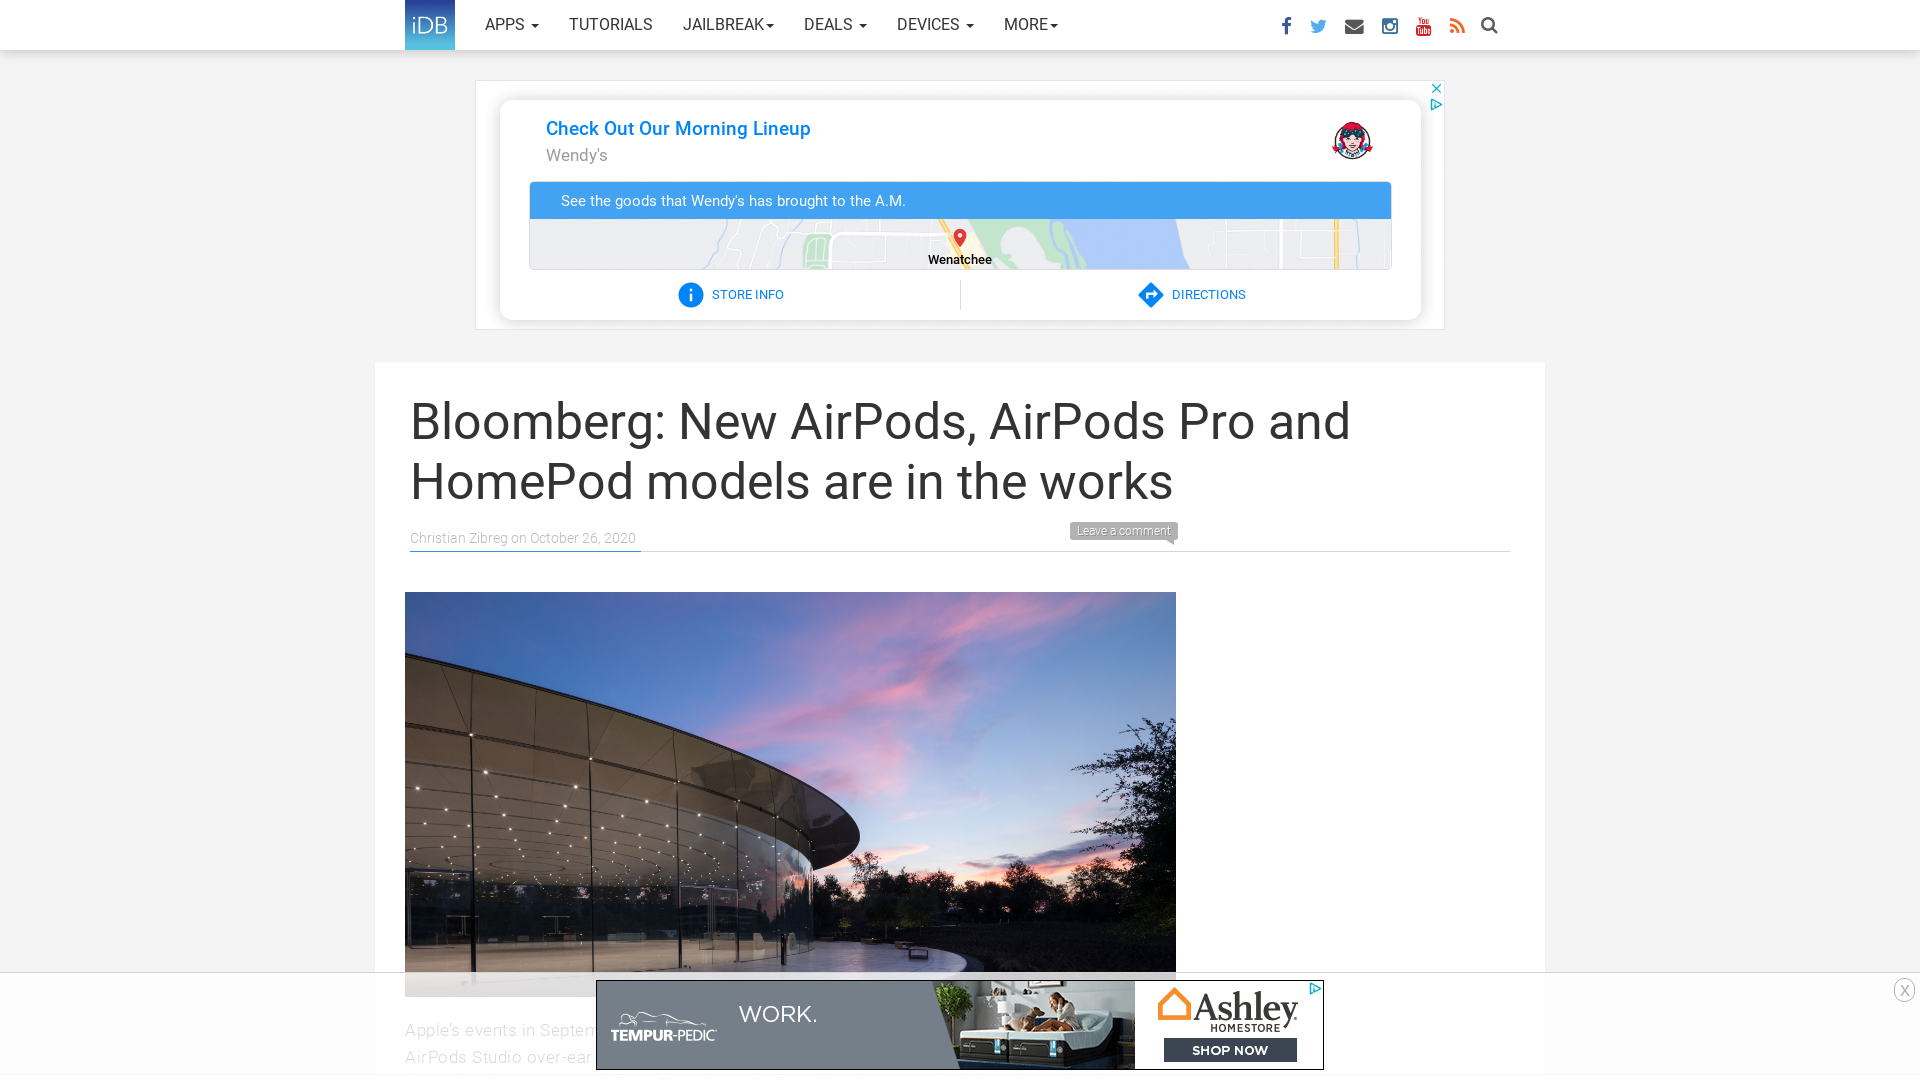 iDB
APPS
TUTORIALS
JAILBREAK
DEALS
DEVICES
MORE
Check Out Our Morning Lineup
Wendy's
See the goods that Wendy's has brought to the A.M.
Wenatchee
STORE INFO
DIRECTIONS
Bloomberg: New AirPods, AirPods Pro and
HomePod models are in the works
Christian Zibreg on October 26, 2020
Leave a comment
Apple's events in Septem
AirPods Studio over-ear
TEMPUR-PEDIC
WORK.
Ashley
HOMESTORE
SHOP NOW
X